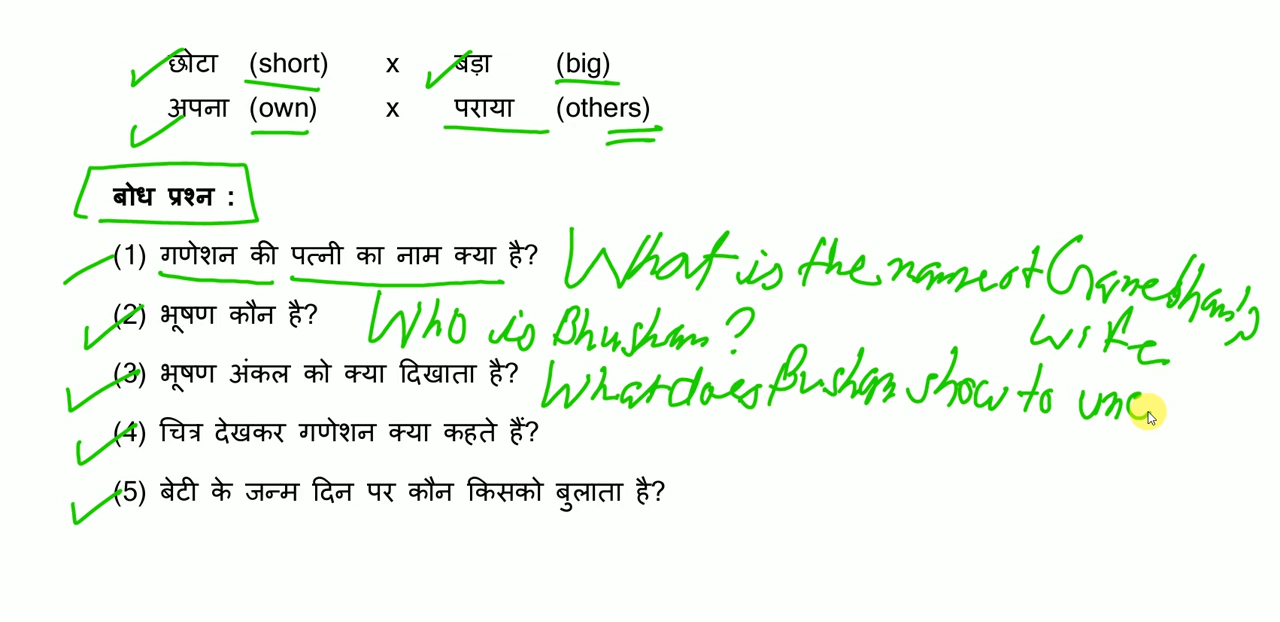 छोटा (short) x बड़ा (big)
अपना (own) x पराया (others)
बोध प्रश्न :
(1) गणेशन की पत्नी का नाम क्या है? What is the name of Ganeshan's
wife
(2) भूषण कौन है? Who is Bhushan?
(3) भूषण अंकल को क्या दिखाता है? What does Bushan show to unc
(4) चित्र देखकर गणेशन क्या कहते हैं?
(5) बेटी के जन्म दिन पर कौन किसको बुलाता है?